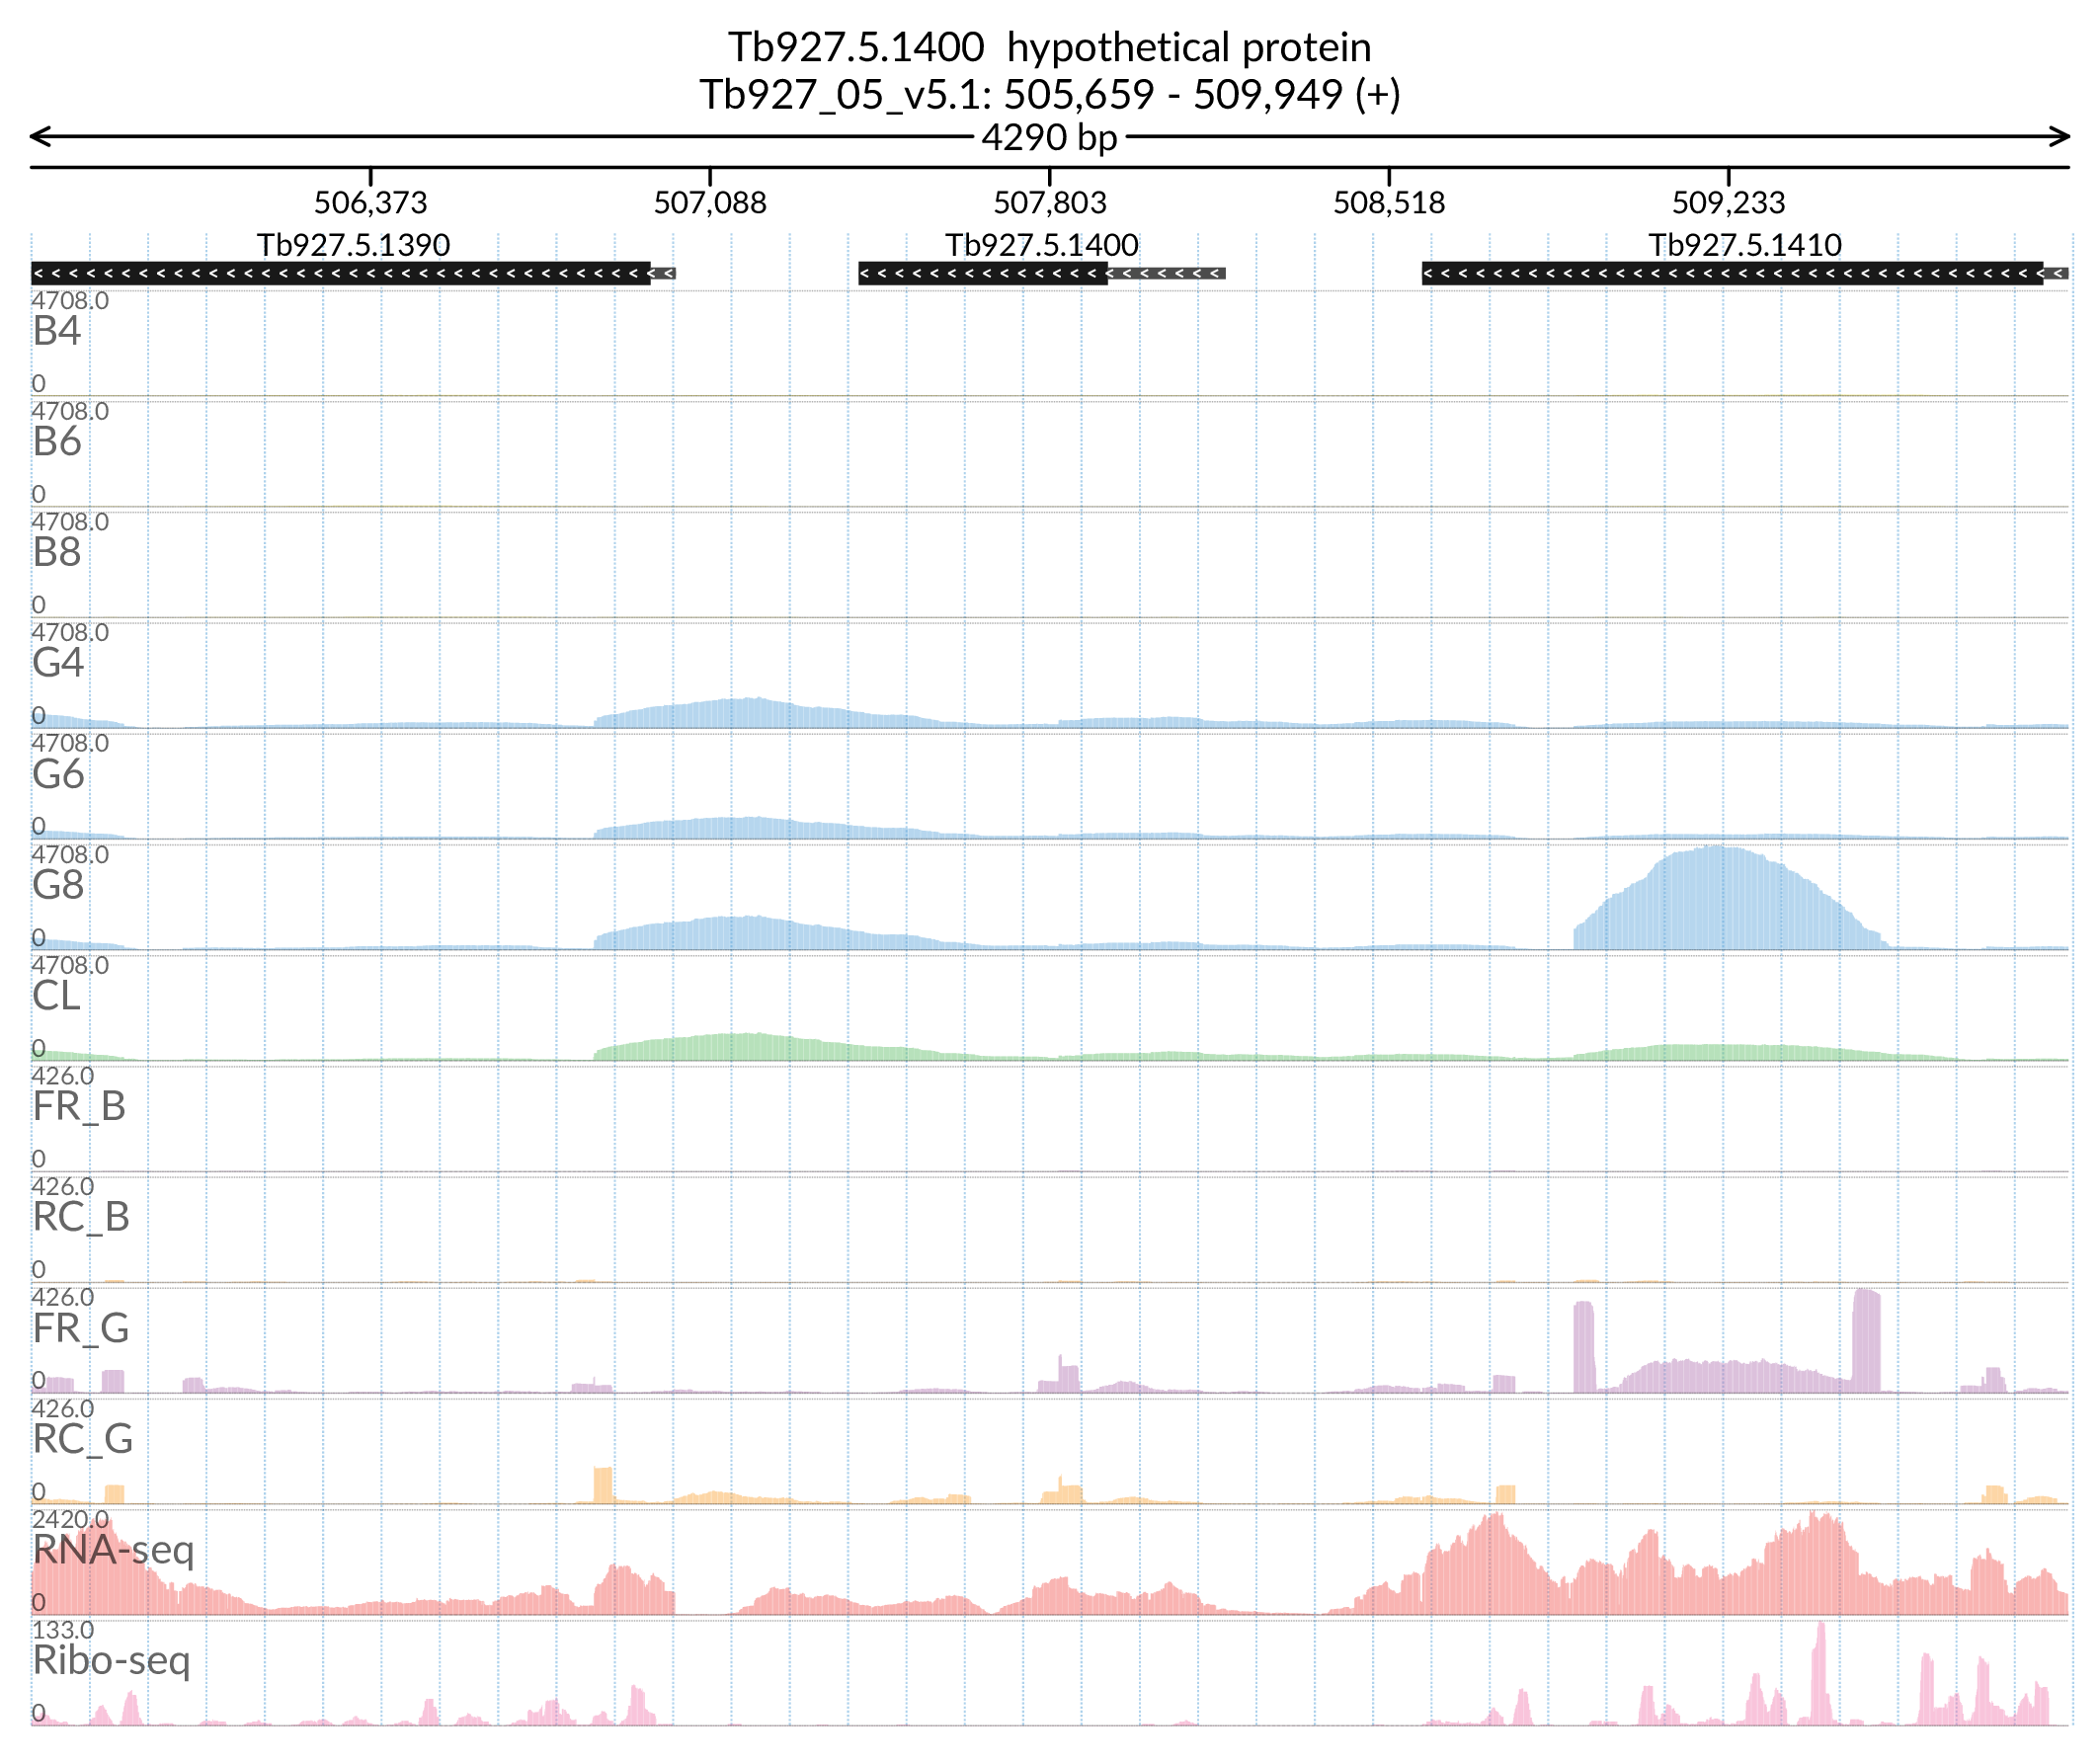 Tb927.5.1400  hypothetical protein
Tb927_05_v5.1: 505,659 - 509,949 (+)
4290 bp
506,373 507,088 507,803 508,518 509,233
Tb927.5.1390 Tb927.5.1400 Tb927.5.1410
4708.0
B4
0
4708.0
B6
0
4708.0
B8
0
4708.0
G4
0
4708.0
G6
0
4708.0
G8
0
4708.0
CL
0
426.0
FR_B
0
426.0
RC_B
0
426.0
FR_G
0
426.0
RC_G
0
2420.0
RNA-seq
0
133.0
Ribo-seq
0